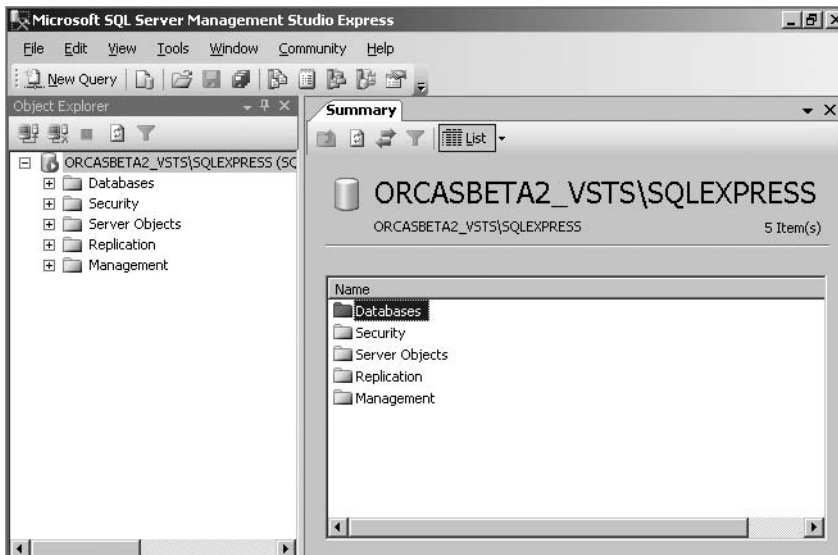 Microsoft SQL Server Management Studio Express
File Edit View Tools Window Community Help
New Query
Object Explorer
ORCASBETA2_VSTS\SQLEXPRESS (SQ
Databases
Security
Server Objects
Replication
Management
Summary
List
ORCASBETA2_VSTS\SQLEXPRESS
ORCASBETA2_VSTS\SQLEXPRESS 5 Item(s)
Name
Databases
Security
Server Objects
Replication
Management